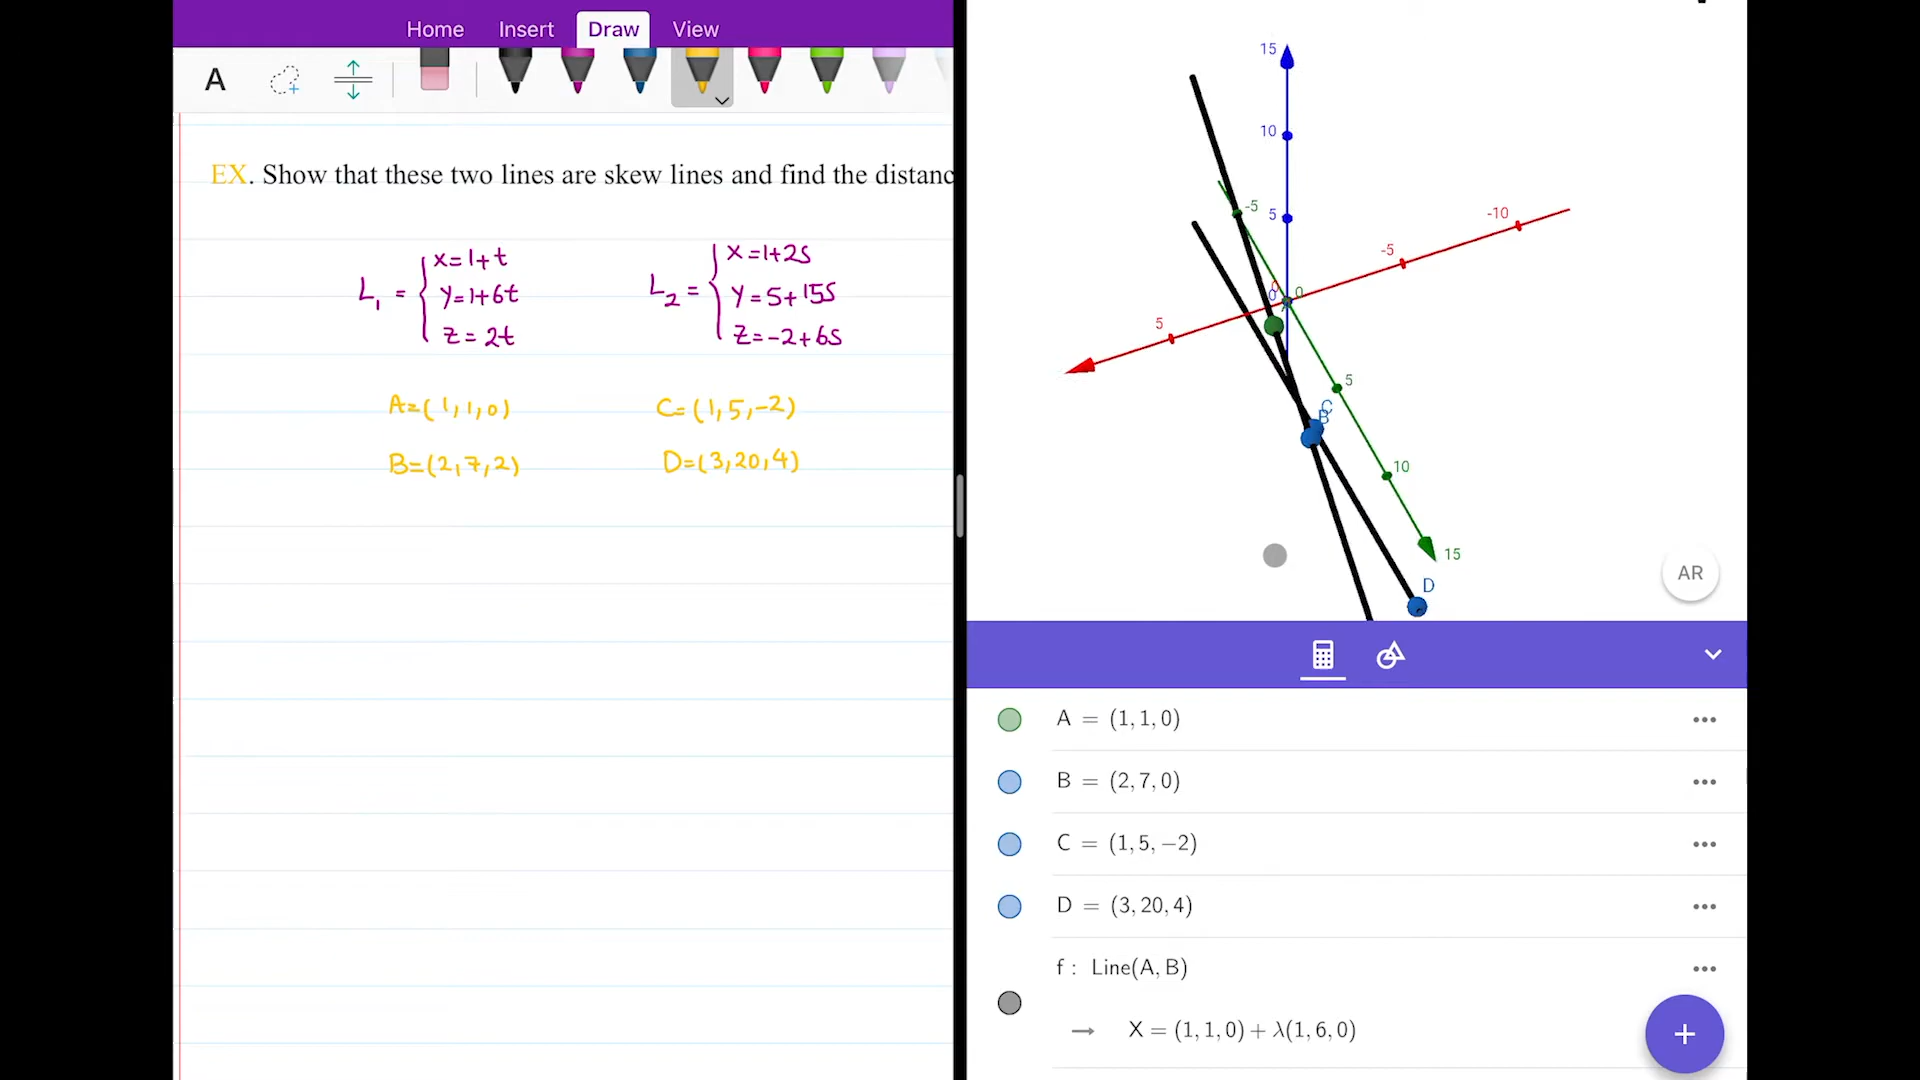 Home Insert Draw View
A
EX. Show that these two lines are skew lines and find the distanc
L₁ = { x=1+t
y=1+6t
z=2t
L₂ = { x=1+2s
y=5+15s
z=-2+6s
A=(1,1,0)
B=(2,7,2)
C=(1,5,-2)
D=(3,20,4)
15
10
5
-5
-10
-5
0
0
0
A
5
5
C
B
10
15
D
AR
A = (1, 1, 0)
B = (2, 7, 0)
C = (1, 5, −2)
D = (3, 20, 4)
f : Line(A, B)
→ X = (1, 1, 0) + λ(1, 6, 0)
+